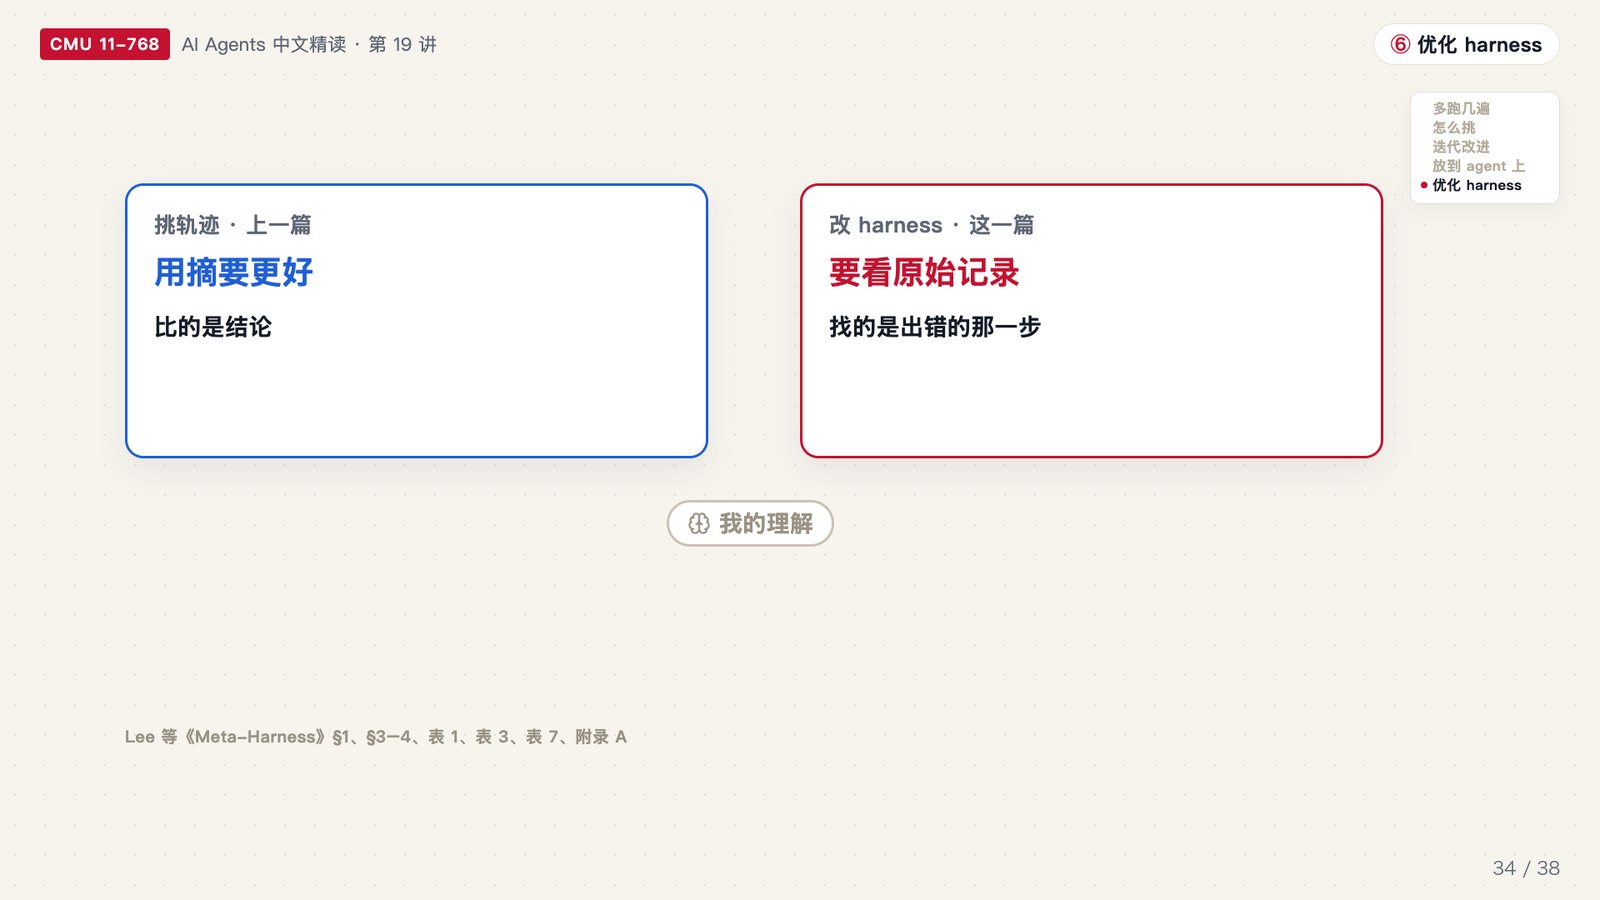 CMU 11-768 AI Agents 中文精读 · 第 19 讲
⑥ 优化 harness
多跑几遍
怎么挑
迭代改进
放到 agent 上
优化 harness
挑轨迹 · 上一篇
用摘要更好
比的是结论
改 harness · 这一篇
要看原始记录
找的是出错的那一步
我的理解
Lee 等《Meta-Harness》§1、§3—4、表 1、表 3、表 7、附录 A
34 / 38